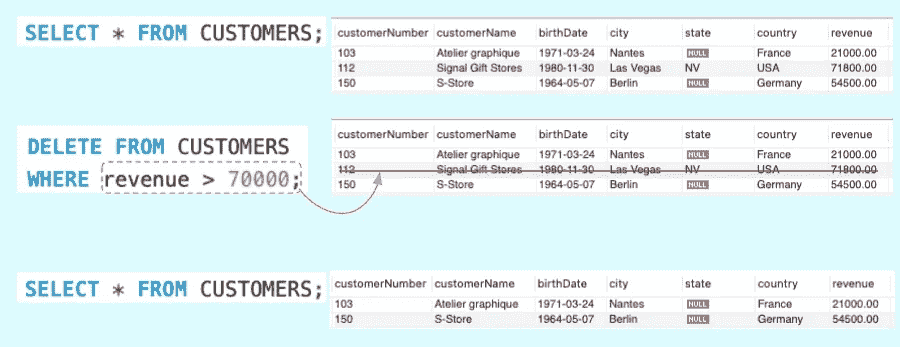 SELECT * FROM CUSTOMERS;
customerNumber customerName birthDate city state country revenue
103 Atelier graphique 1971-03-24 Nantes NULL France 21000.00
112 Signal Gift Stores 1980-11-30 Las Vegas NV USA 71800.00
150 S-Store 1964-05-07 Berlin NULL Germany 54500.00
DELETE FROM CUSTOMERS
WHERE revenue > 70000;
customerNumber customerName birthDate city state country revenue
103 Atelier graphique 1971-03-24 Nantes NULL France 21000.00
112 Signal Gift Stores 1980-11-30 Las Vegas NV USA 71800.00
150 S-Store 1964-05-07 Berlin NULL Germany 54500.00
SELECT * FROM CUSTOMERS;
customerNumber customerName birthDate city state country revenue
103 Atelier graphique 1971-03-24 Nantes NULL France 21000.00
150 S-Store 1964-05-07 Berlin NULL Germany 54500.00